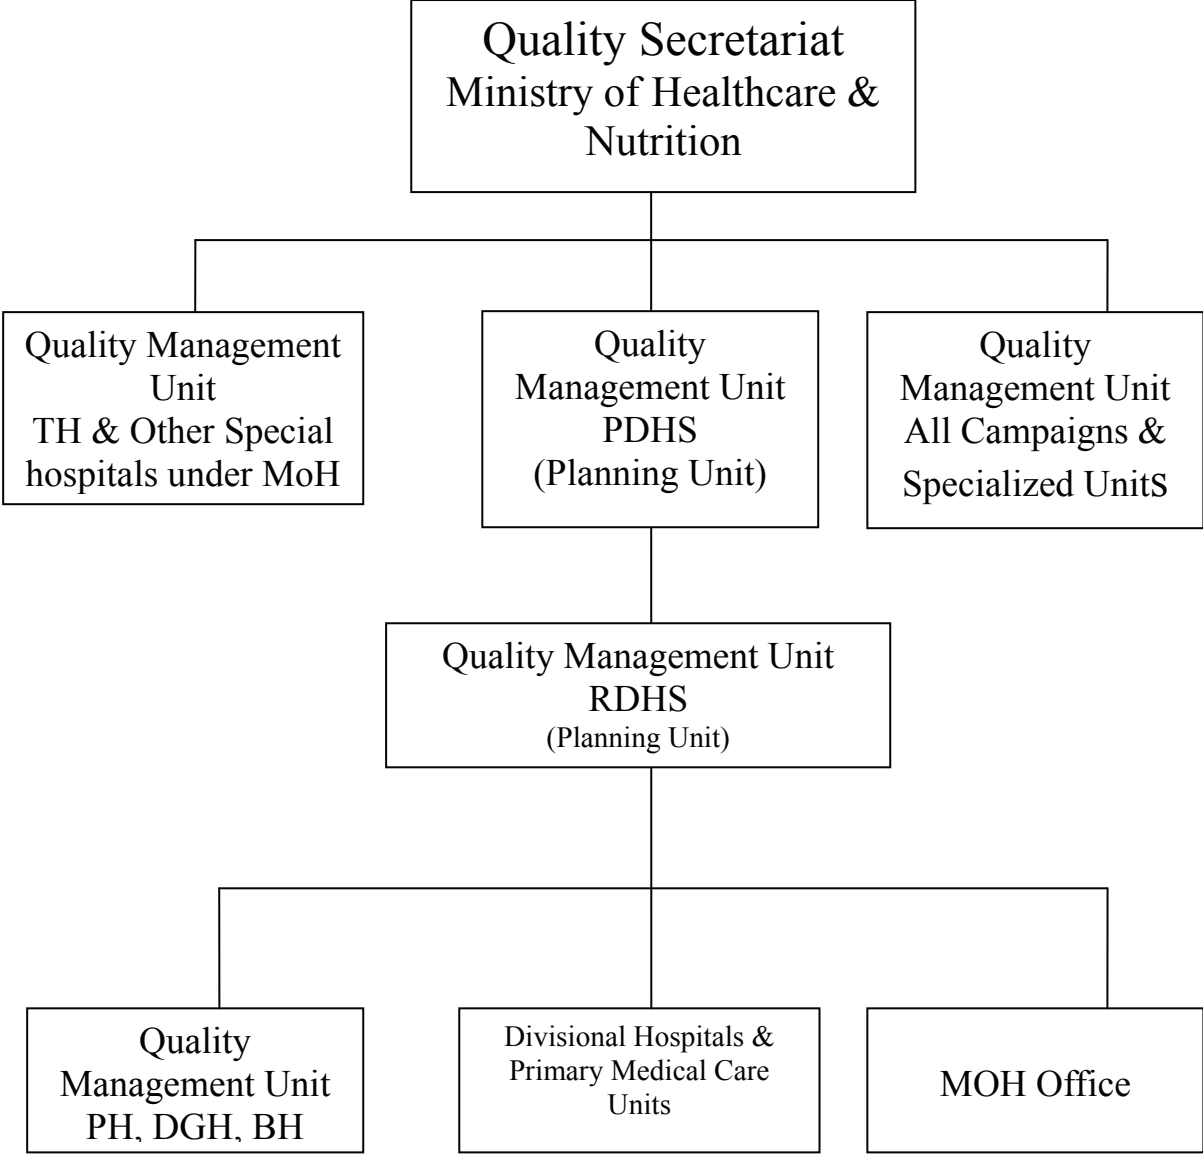 Quality Secretariat
Ministry of Healthcare &
Nutrition
Quality Management
Unit
TH & Other Special
hospitals under MoH
Quality
Management Unit
PDHS
(Planning Unit)
Quality
Management Unit
All Campaigns &
Specialized UnitS
Quality Management Unit
RDHS
(Planning Unit)
Quality
Management Unit
PH, DGH, BH
Divisional Hospitals &
Primary Medical Care
Units
MOH Office